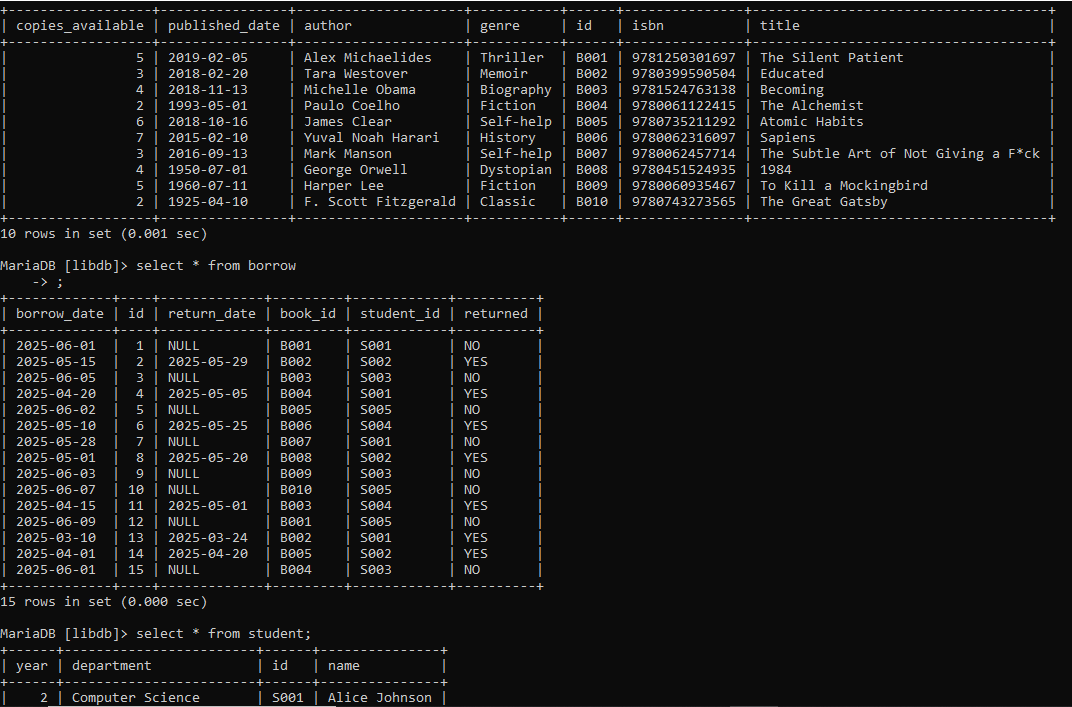 +------------------+----------------+---------------------+-----------+------+---------------+-------------------------------------+
| copies_available | published_date | author              | genre     | id   | isbn          | title                               |
+------------------+----------------+---------------------+-----------+------+---------------+-------------------------------------+
|                5 | 2019-02-05     | Alex Michaelides    | Thriller  | B001 | 9781250301697 | The Silent Patient                  |
|                3 | 2018-02-20     | Tara Westover       | Memoir    | B002 | 9780399590504 | Educated                            |
|                4 | 2018-11-13     | Michelle Obama      | Biography | B003 | 9781524763138 | Becoming                            |
|                2 | 1993-05-01     | Paulo Coelho        | Fiction   | B004 | 9780061122415 | The Alchemist                       |
|                6 | 2018-10-16     | James Clear         | Self-help | B005 | 9780735211292 | Atomic Habits                       |
|                7 | 2015-02-10     | Yuval Noah Harari   | History   | B006 | 9780062316097 | Sapiens                             |
|                3 | 2016-09-13     | Mark Manson         | Self-help | B007 | 9780062457714 | The Subtle Art of Not Giving a F*ck |
|                4 | 1950-07-01     | George Orwell       | Dystopian | B008 | 9780451524935 | 1984                                |
|                5 | 1960-07-11     | Harper Lee          | Fiction   | B009 | 9780060935467 | To Kill a Mockingbird               |
|                2 | 1925-04-10     | F. Scott Fitzgerald | Classic   | B010 | 9780743273565 | The Great Gatsby                    |
+------------------+----------------+---------------------+-----------+------+---------------+-------------------------------------+
10 rows in set (0.001 sec)

MariaDB [libdb]> select * from borrow
    -> ;
+-------------+----+-------------+---------+------------+----------+
| borrow_date | id | return_date | book_id | student_id | returned |
+-------------+----+-------------+---------+------------+----------+
| 2025-06-01  |  1 | NULL        | B001    | S001       | NO       |
| 2025-05-15  |  2 | 2025-05-29  | B002    | S002       | YES      |
| 2025-06-05  |  3 | NULL        | B003    | S003       | NO       |
| 2025-04-20  |  4 | 2025-05-05  | B004    | S001       | YES      |
| 2025-06-02  |  5 | NULL        | B005    | S005       | NO       |
| 2025-05-10  |  6 | 2025-05-25  | B006    | S004       | YES      |
| 2025-05-28  |  7 | NULL        | B007    | S001       | NO       |
| 2025-05-01  |  8 | 2025-05-20  | B008    | S002       | YES      |
| 2025-06-03  |  9 | NULL        | B009    | S003       | NO       |
| 2025-06-07  | 10 | NULL        | B010    | S005       | NO       |
| 2025-04-15  | 11 | 2025-05-01  | B003    | S004       | YES      |
| 2025-06-09  | 12 | NULL        | B001    | S005       | NO       |
| 2025-03-10  | 13 | 2025-03-24  | B002    | S001       | YES      |
| 2025-04-01  | 14 | 2025-04-20  | B005    | S002       | YES      |
| 2025-06-01  | 15 | NULL        | B004    | S003       | NO       |
+-------------+----+-------------+---------+------------+----------+
15 rows in set (0.000 sec)

MariaDB [libdb]> select * from student;
+------+------------------------+------+---------------+
| year | department             | id   | name          |
+------+------------------------+------+---------------+
|    2 | Computer Science       | S001 | Alice Johnson |